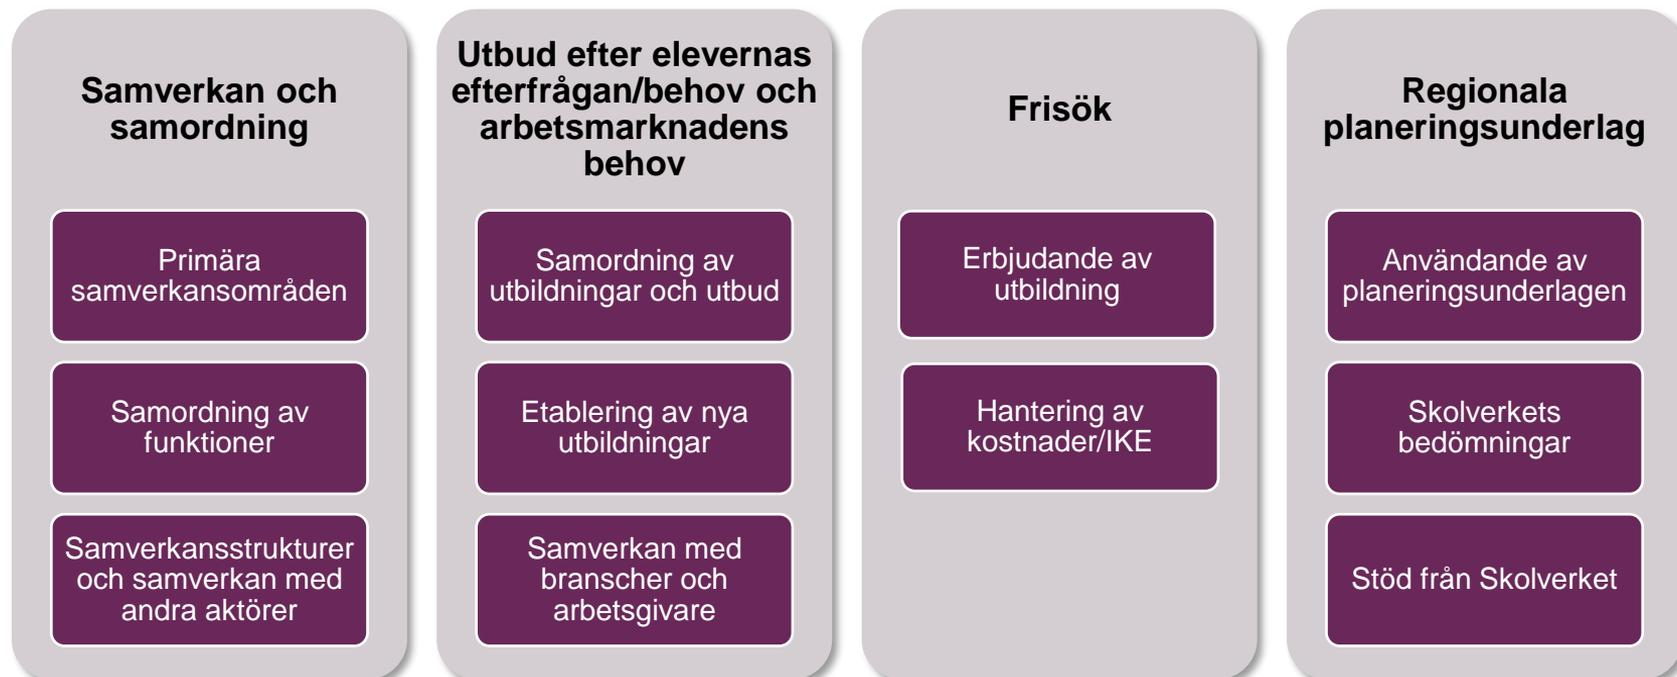 Samverkan och
samordning
Primära
samverkansområden
Samordning av
funktioner
Samverkansstrukturer
och samverkan med
andra aktörer
Utbud efter elevernas
efterfrågan/behov och
arbetsmarknadens
behov
Samordning av
utbildningar och utbud
Etablering av nya
utbildningar
Samverkan med
branscher och
arbetsgivare
Frisök
Erbjudande av
utbildning
Hantering av
kostnader/IKE
Regionala
planeringsunderlag
Användande av
planeringsunderlagen
Skolverkets
bedömningar
Stöd från Skolverket